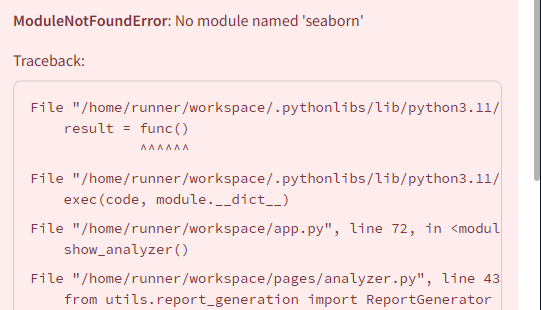 ModuleNotFoundError: No module named 'seaborn'
Traceback:
File "/home/runner/workspace/.pythonlibs/lib/python3.11/
result = func()
^^^^^^
File "/home/runner/workspace/.pythonlibs/lib/python3.11/
exec(code, module.__dict__)
File "/home/runner/workspace/app.py", line 72, in <modul
show_analyzer()
File "/home/runner/workspace/pages/analyzer.py", line 43
from utils.report_generation import ReportGenerator